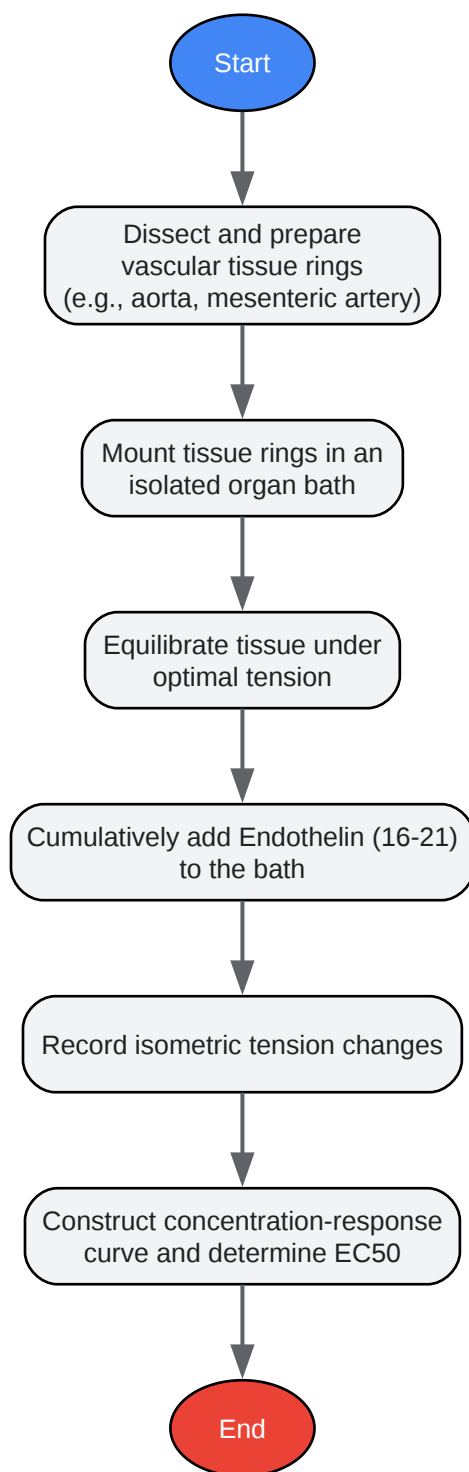 Start
Dissect and prepare
vascular tissue rings
(e.g., aorta, mesenteric artery)
Mount tissue rings in an
isolated organ bath
Equilibrate tissue under
optimal tension
Cumulatively add Endothelin (16-21)
to the bath
Record isometric tension changes
Construct concentration-response
curve and determine EC50
End